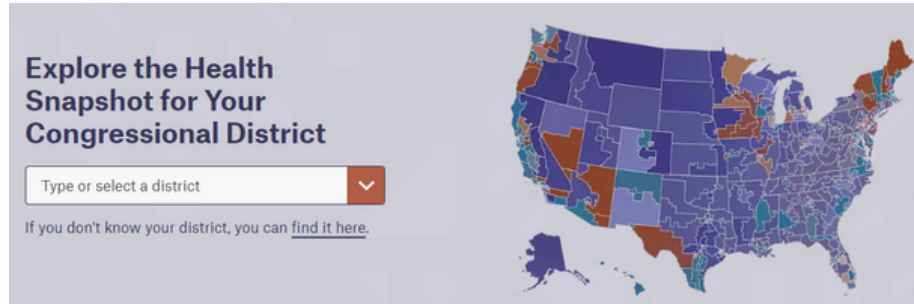 Explore the Health
Snapshot for Your
Congressional District
Type or select a district
If you don't know your district, you can find it here.